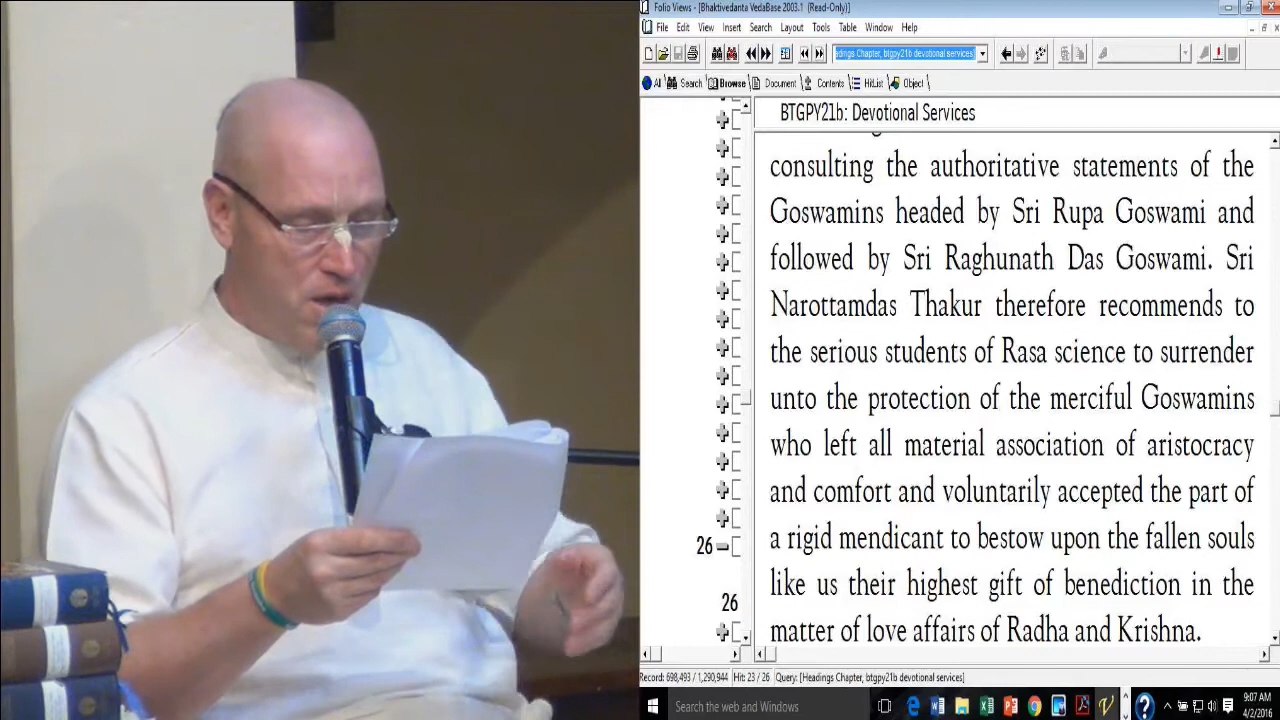 Folio Views - [Bhaktivedanta VedaBase 2003.1 (Read-Only)]
File Edit View Insert Search Layout Tools Table Window Help
eadings Chapter, btgpy21b devotional services]
All Search Browse Document Contents HitList Object
BTGPY21b: Devotional Services
consulting the authoritative statements of the
Goswamins headed by Sri Rupa Goswami and
followed by Sri Raghunath Das Goswami. Sri
Narottamdas Thakur therefore recommends to
the serious students of Rasa science to surrender
unto the protection of the merciful Goswamins
who left all material association of aristocracy
and comfort and voluntarily accepted the part of
26
a rigid mendicant to bestow upon the fallen souls
like us their highest gift of benediction in the
26
matter of love affairs of Radha and Krishna.
Record: 698,493 / 1,290,944 Hit: 23 / 26 Query: [Headings Chapter, btgpy21b devotional services]
Search the web and Windows
9:07 AM
4/2/2016